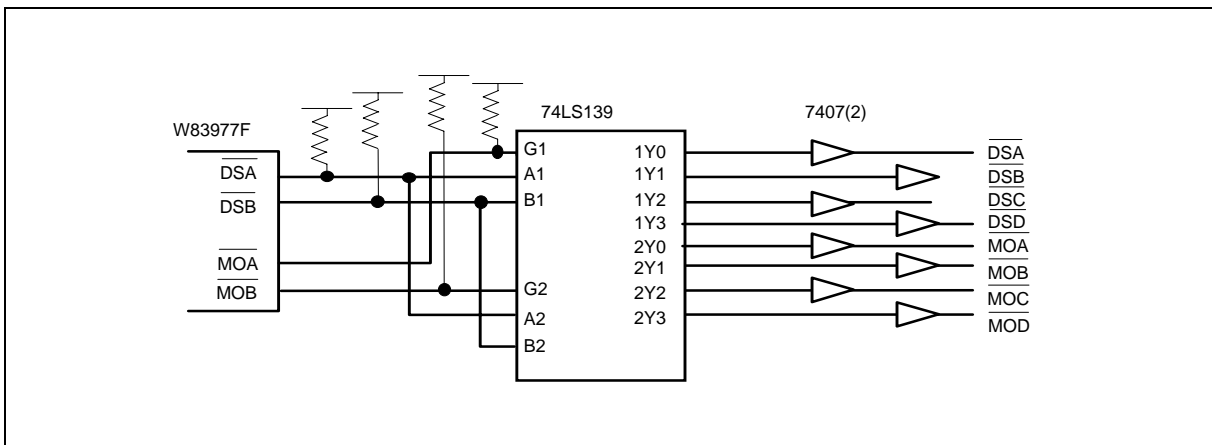 W83977F
DSA
DSB
MOA
MOB
74LS139
G1
A1
B1
G2
A2
B2
1Y0
1Y1
1Y2
1Y3
2Y0
2Y1
2Y2
2Y3
7407(2)
DSA
DSB
DSC
DSD
MOA
MOB
MOC
MOD